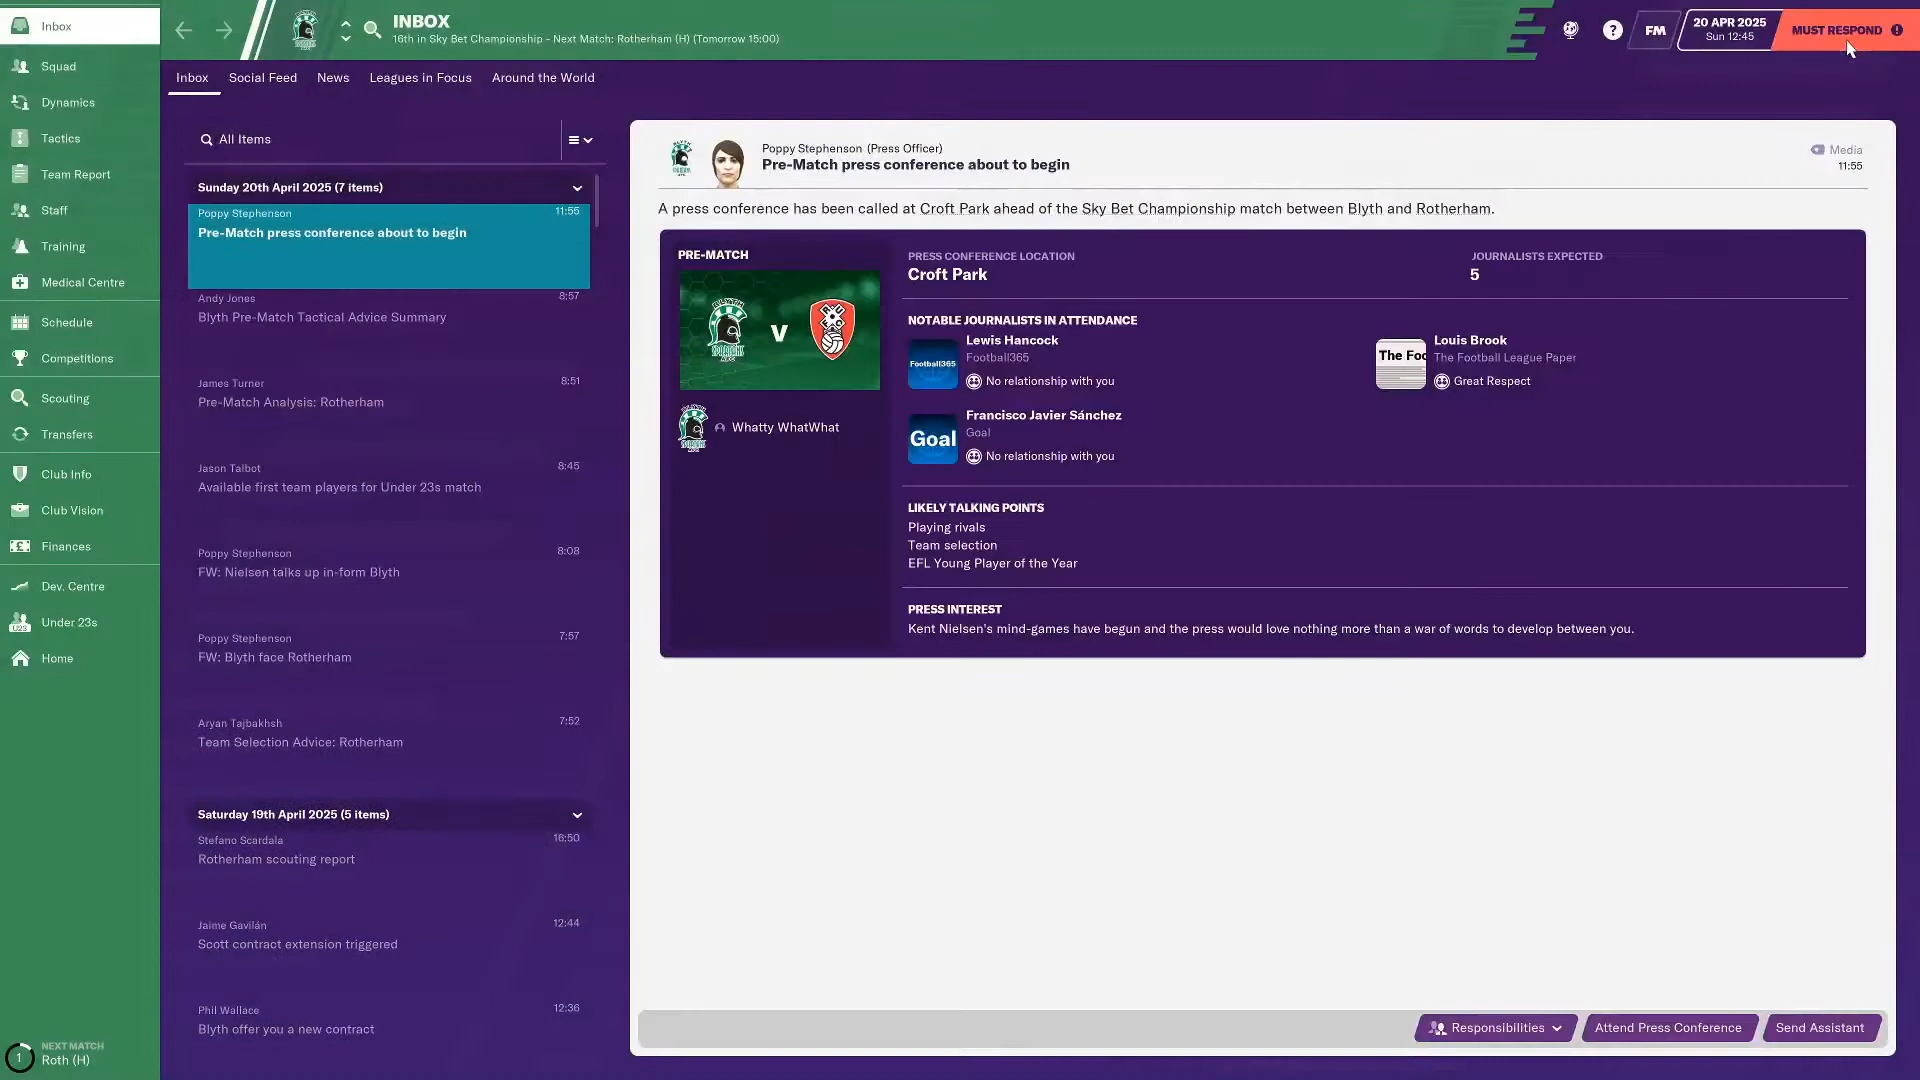 Inbox
Squad
Dynamics
Tactics
Team Report
Staff
Training
Medical Centre
Schedule
Competitions
Scouting
Transfers
Club Info
Club Vision
Finances
Dev. Centre
U23
Under 23s
Home
1
NEXT MATCH
Roth (H)
INBOX
16th in Sky Bet Championship - Next Match: Rotherham (H) (Tomorrow 15:00)
?
FM
20 APR 2025
Sun 12:45
MUST RESPOND
Inbox
Social Feed
News
Leagues in Focus
Around the World
All Items
Sunday 20th April 2025 (7 items)
Poppy Stephenson 11:55
Pre-Match press conference about to begin
Andy Jones 8:57
Blyth Pre-Match Tactical Advice Summary
James Turner 8:51
Pre-Match Analysis: Rotherham
Jason Talbot 8:45
Available first team players for Under 23s match
Poppy Stephenson 8:08
FW: Nielsen talks up in-form Blyth
Poppy Stephenson 7:57
FW: Blyth face Rotherham
Aryan Tajbakhsh 7:52
Team Selection Advice: Rotherham
Saturday 19th April 2025 (5 items)
Stefano Scardala 16:50
Rotherham scouting report
Jaime Gavilán 12:44
Scott contract extension triggered
Phil Wallace 12:36
Blyth offer you a new contract
Poppy Stephenson (Press Officer)
Pre-Match press conference about to begin
Media
11:55
A press conference has been called at Croft Park ahead of the Sky Bet Championship match between Blyth and Rotherham.
PRE-MATCH
BLYTH
V
SPARTANS
AFC
Whatty WhatWhat
PRESS CONFERENCE LOCATION
Croft Park
JOURNALISTS EXPECTED
5
NOTABLE JOURNALISTS IN ATTENDANCE
Football365
Lewis Hancock
Football365
No relationship with you
The Foo
Louis Brook
The Football League Paper
Great Respect
Goal
Francisco Javier Sánchez
Goal
No relationship with you
LIKELY TALKING POINTS
Playing rivals
Team selection
EFL Young Player of the Year
PRESS INTEREST
Kent Nielsen's mind-games have begun and the press would love nothing more than a war of words to develop between you.
Responsibilities
Attend Press Conference
Send Assistant